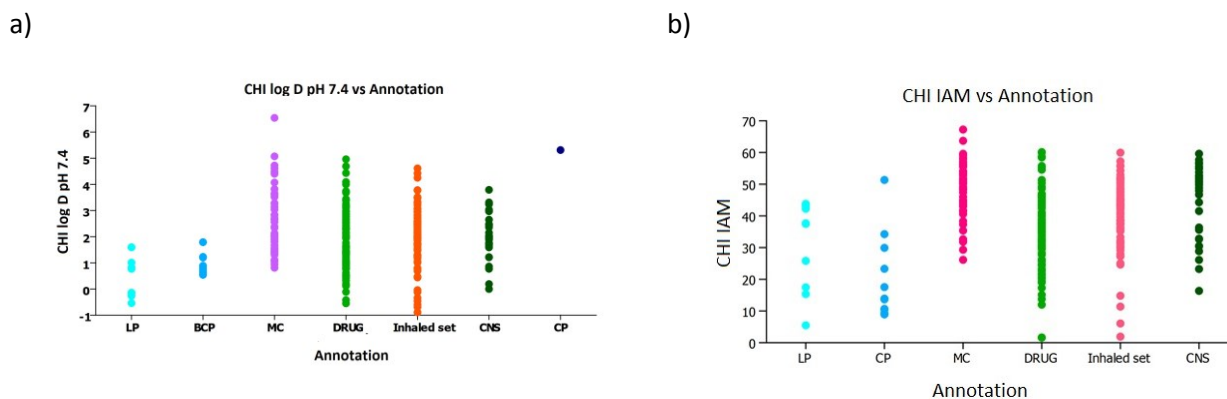 a)
CHI log D pH 7.4 vs Annotation
CHI log D pH 7.4
7
6
5
4
3
2
1
0
-1
LP BCP MC DRUG Inhaled set CNS CP
Annotation
b)
CHI IAM vs Annotation
CHI IAM
70
60
50
40
30
20
10
0
LP CP MC DRUG Inhaled set CNS
Annotation